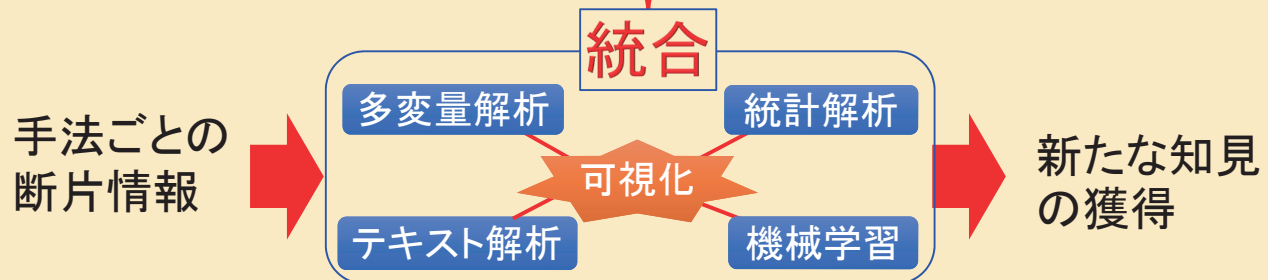 統合
多変量解析
統計解析
手法ごとの
断片情報
可視化
新たな知見
の獲得
テキスト解析
機械学習